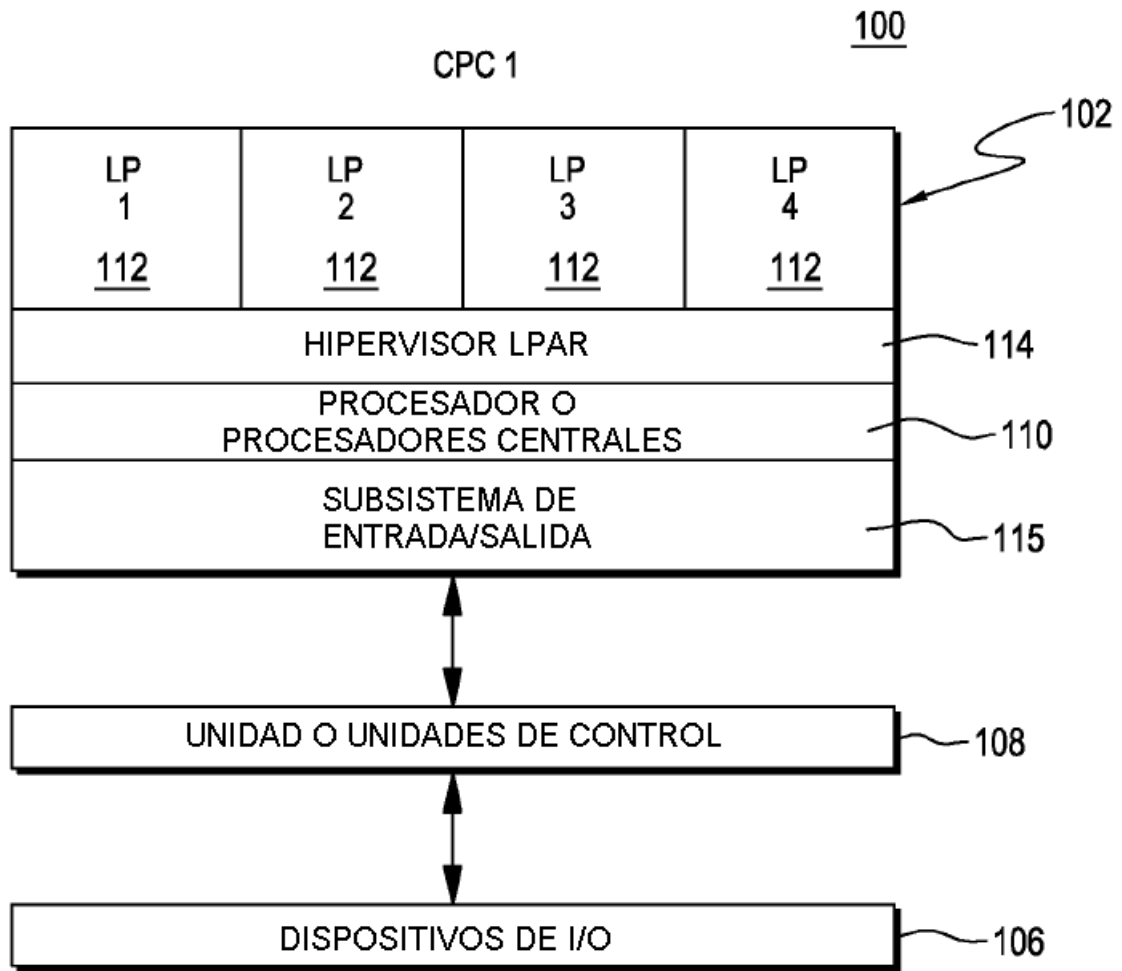 100
CPC 1
102
LP LP LP LP
1 2 3 4
112 112 112 112
HIPERVISOR LPAR
114
PROCESADOR O
PROCESADORES CENTRALES
110
SUBSISTEMA DE
ENTRADA/SALIDA
115
UNIDAD O UNIDADES DE CONTROL
108
DISPOSITIVOS DE I/O
106